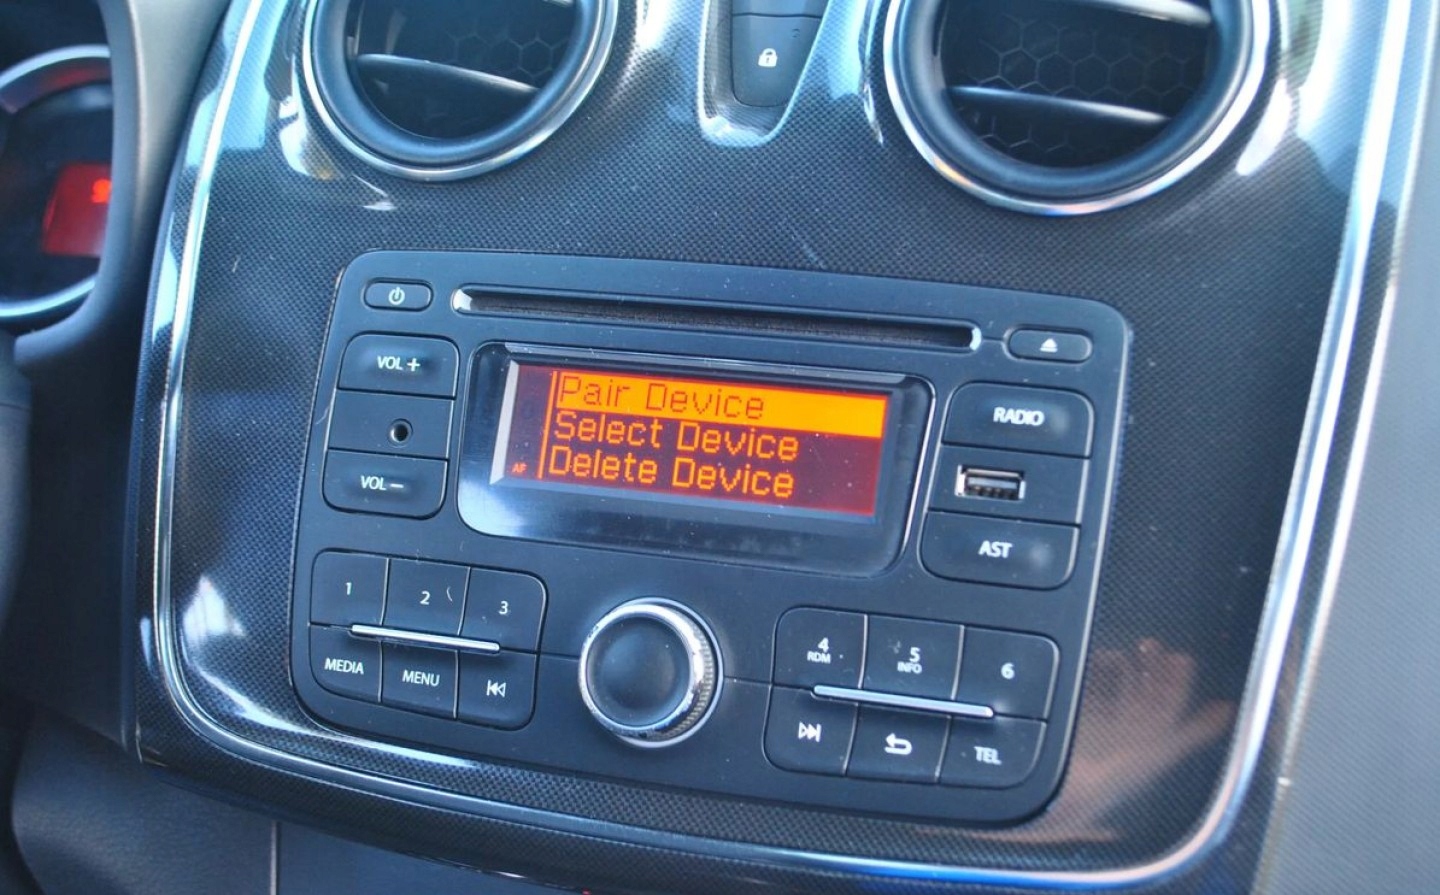 VOL +
VOL −
Pair Device
Select Device
Delete Device
AF
RADIO
AST
1
2
3
MEDIA
MENU
4
RDM
5
INFO
6
TEL